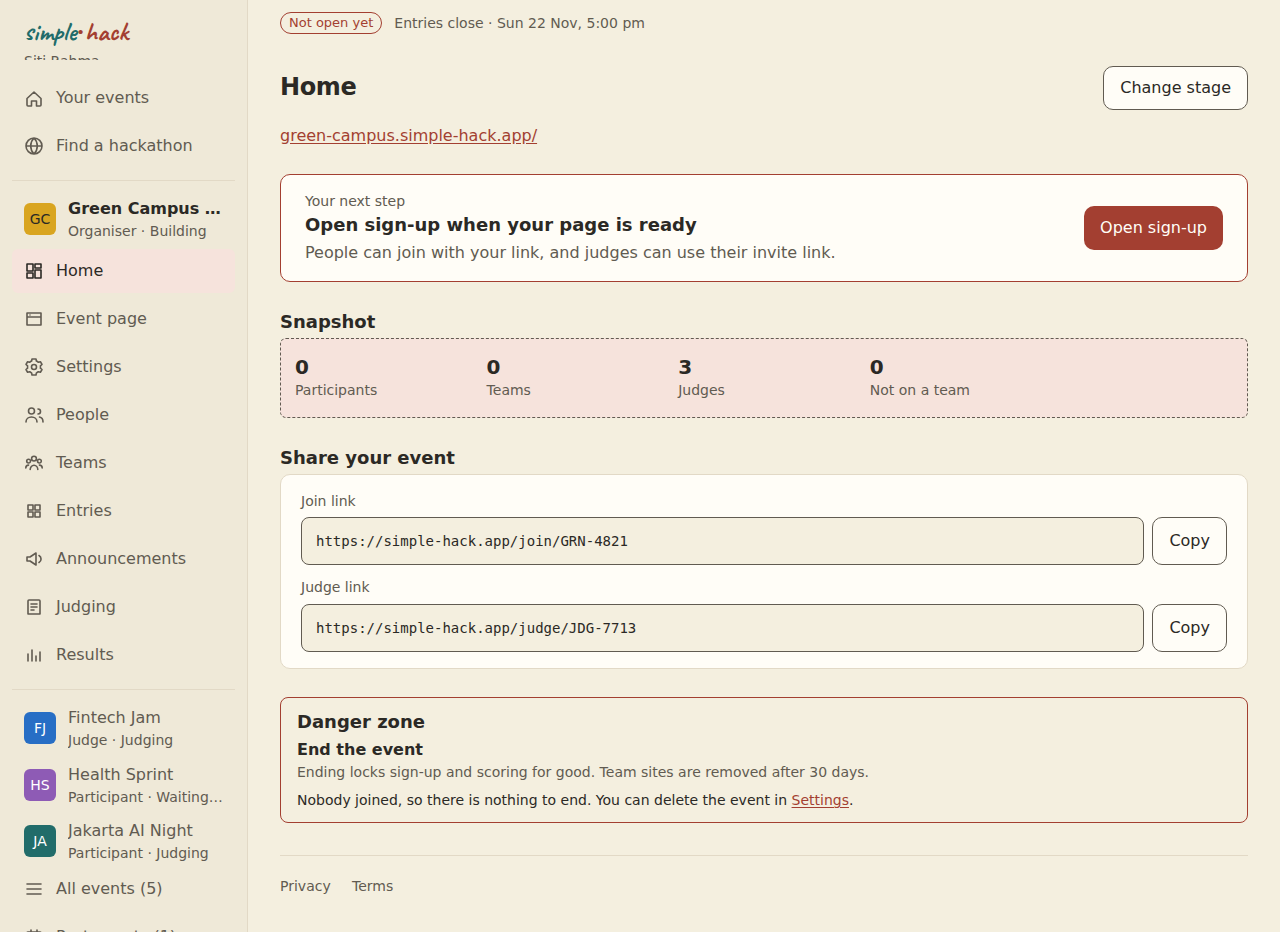 simple·hack
Your events
Find a hackathon
GC
Green Campus …
Organiser · Building
Home
Event page
Settings
People
Teams
Entries
Announcements
Judging
Results
FJ
Fintech Jam
Judge · Judging
HS
Health Sprint
Participant · Waiting…
JA
Jakarta AI Night
Participant · Judging
All events (5)
Not open yet
Entries close · Sun 22 Nov, 5:00 pm
Home
Change stage
green-campus.simple-hack.app/
Your next step
Open sign-up when your page is ready
People can join with your link, and judges can use their invite link.
Open sign-up
Snapshot
0
Participants
0
Teams
3
Judges
0
Not on a team
Share your event
Join link
https://simple-hack.app/join/GRN-4821
Copy
Judge link
https://simple-hack.app/judge/JDG-7713
Copy
Danger zone
End the event
Ending locks sign-up and scoring for good. Team sites are removed after 30 days.
Nobody joined, so there is nothing to end. You can delete the event in Settings.
Privacy
Terms